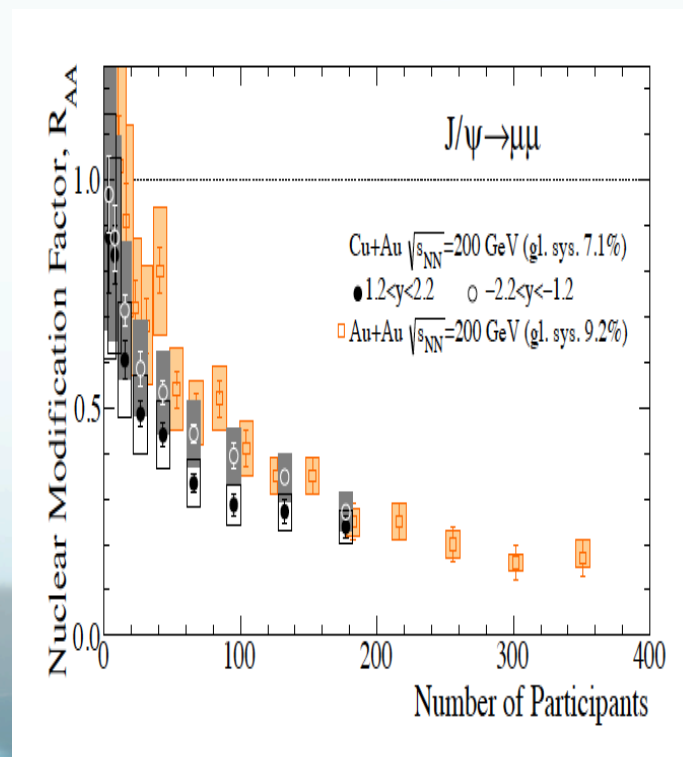 Nuclear Modification Factor, R_AA
J/ψ→μμ
1.0
Cu+Au √s_NN=200 GeV (gl. sys. 7.1%)
●1.2<y<2.2 ○−2.2<y<−1.2
Au+Au √s_NN=200 GeV (gl. sys. 9.2%)
0.5
0.0
0 100 200 300 400
Number of Participants